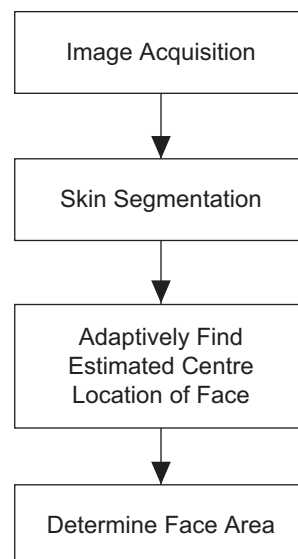 Image Acquisition
Skin Segmentation
Adaptively Find
Estimated Centre
Location of Face
Determine Face Area